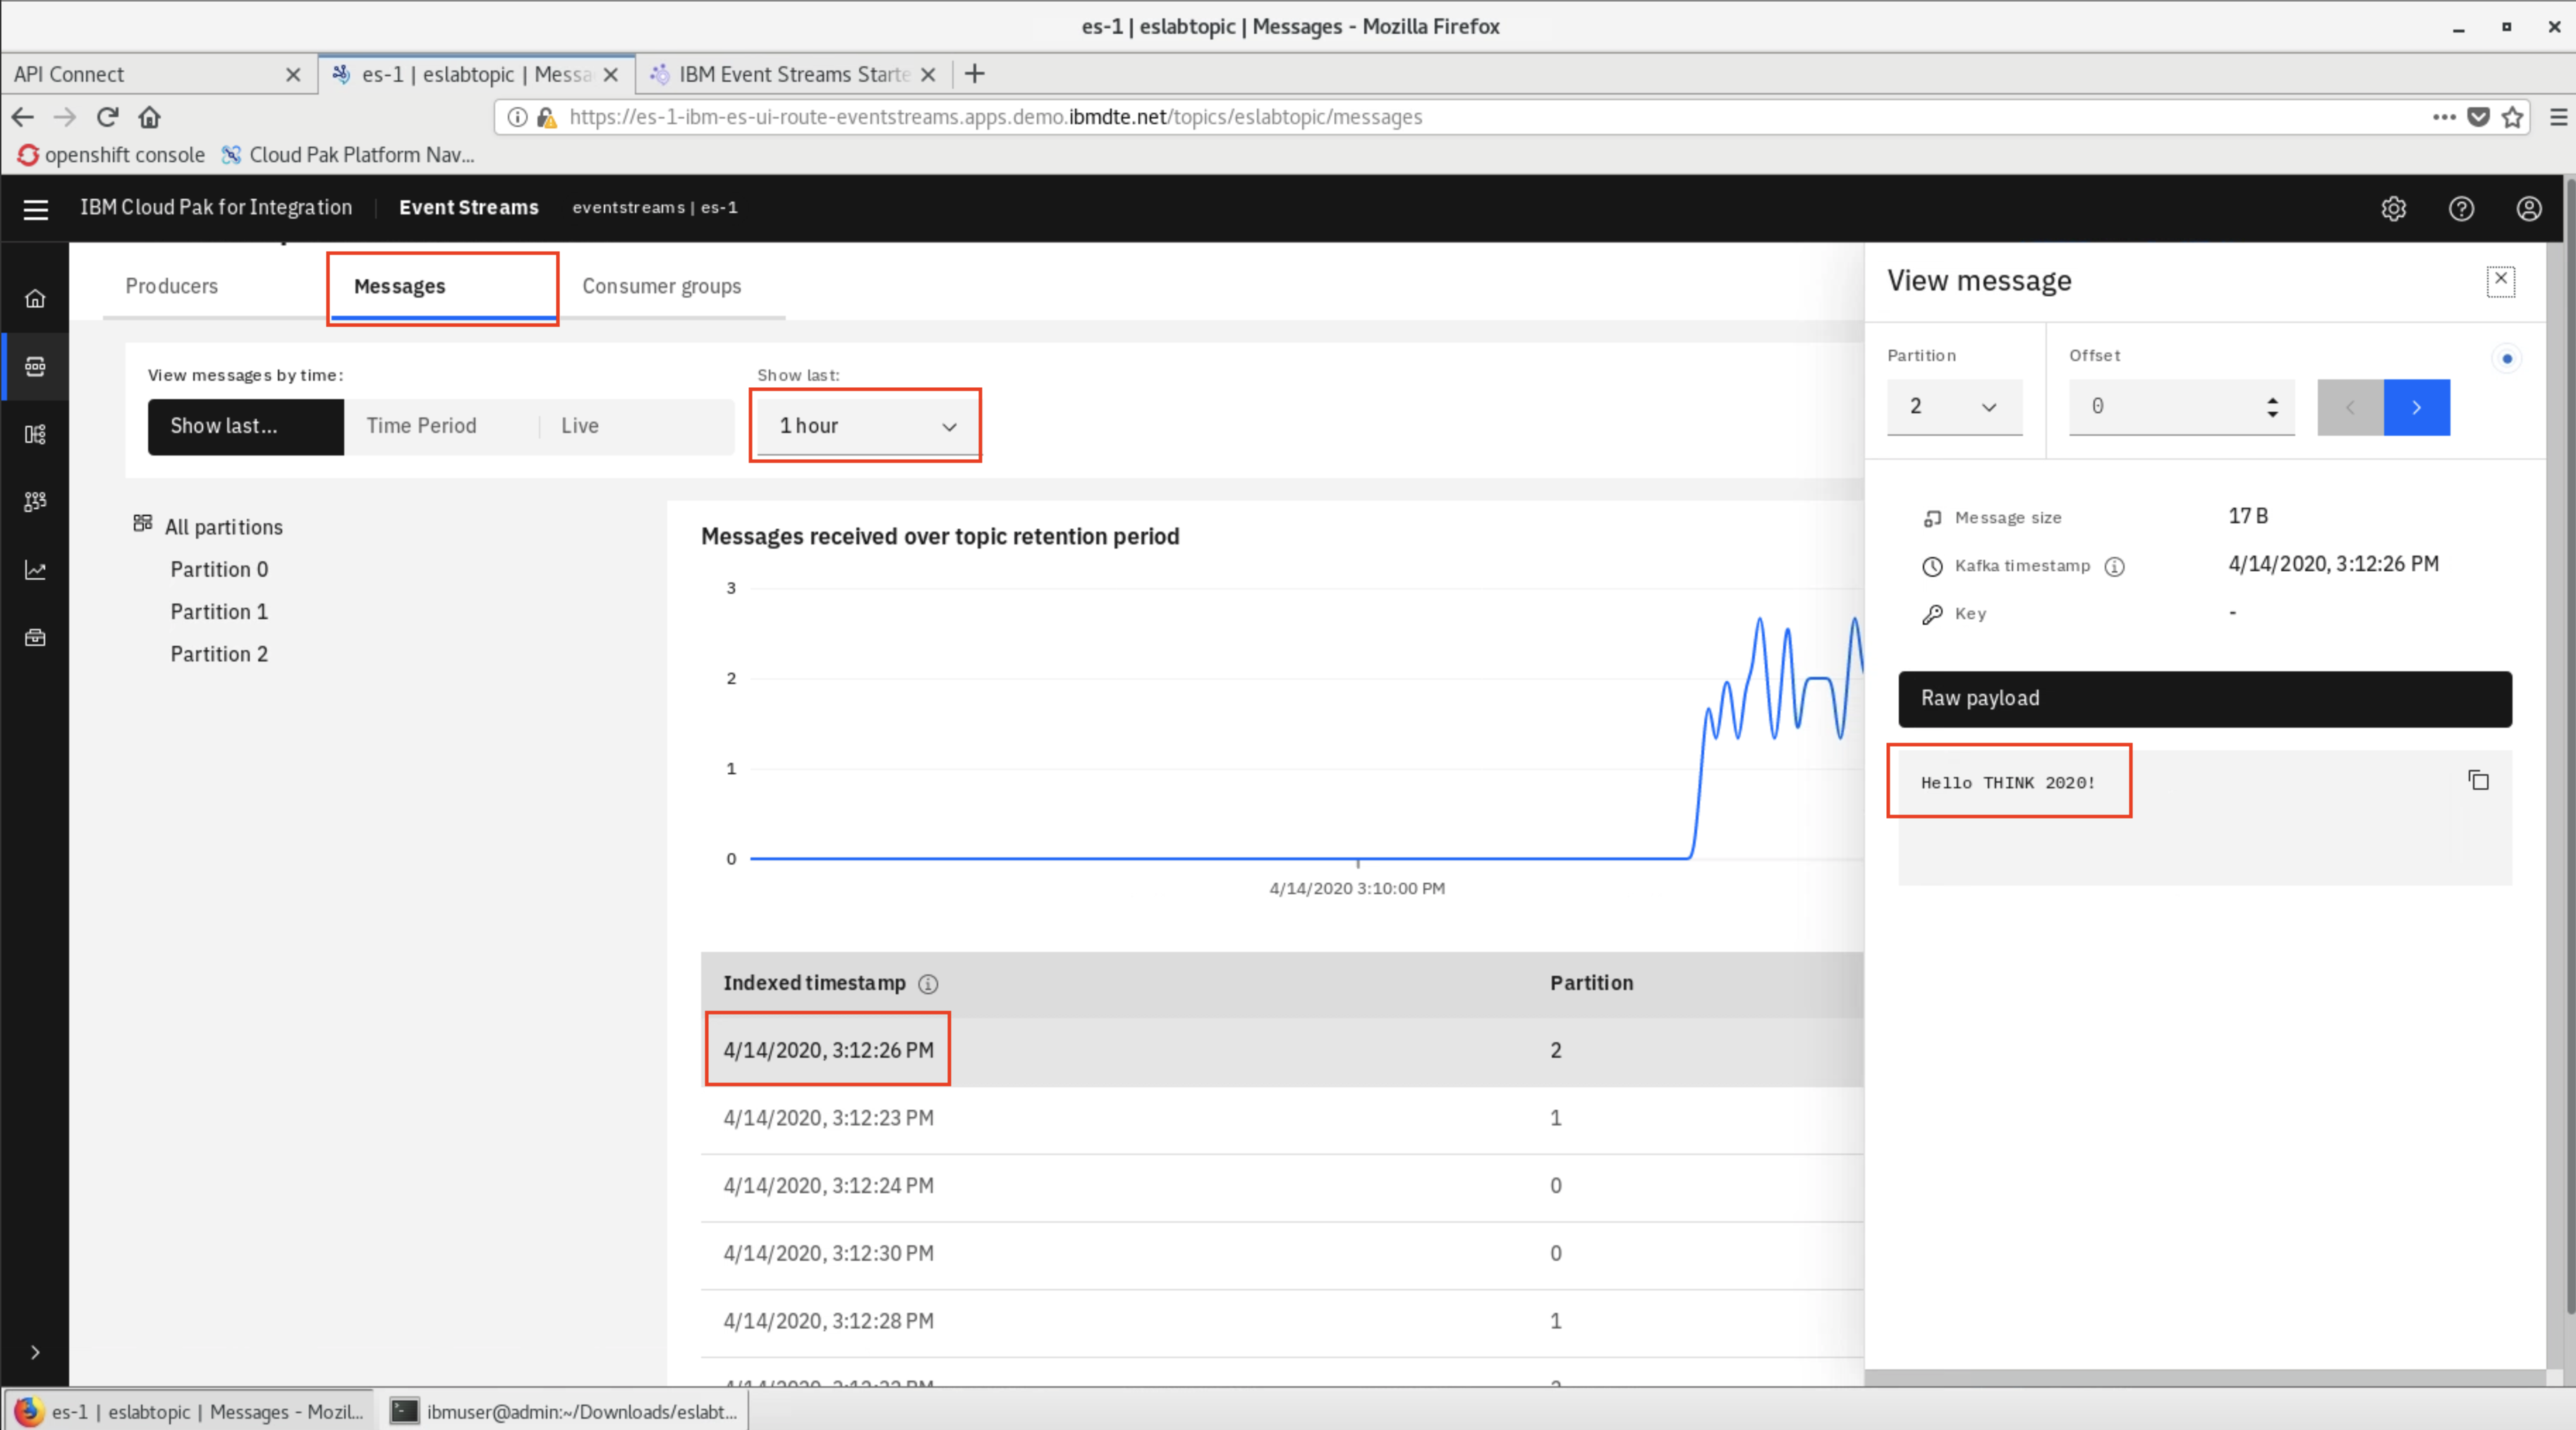 es-1 | eslabtopic | Messages - Mozilla Firefox
API Connect
es-1 | eslabtopic | Messa
IBM Event Streams Starte
https://es-1-ibm-es-ui-route-eventstreams.apps.demo.ibmdte.net/topics/eslabtopic/messages
openshift console
Cloud Pak Platform Nav...
IBM Cloud Pak for Integration
Event Streams
eventstreams | es-1
Producers
Messages
Consumer groups
View messages by time:
Show last...
Time Period
Live
Show last:
1 hour
All partitions
Partition 0
Partition 1
Partition 2
Messages received over topic retention period
3
2
1
0
4/14/2020 3:10:00 PM
Indexed timestamp
Partition
4/14/2020, 3:12:26 PM
2
4/14/2020, 3:12:23 PM
1
4/14/2020, 3:12:24 PM
0
4/14/2020, 3:12:30 PM
0
4/14/2020, 3:12:28 PM
1
View message
Partition
2
Offset
0
Message size
17 B
Kafka timestamp
4/14/2020, 3:12:26 PM
Key
-
Raw payload
Hello THINK 2020!
es-1 | eslabtopic | Messages - Mozil...
ibmuser@admin:~/Downloads/eslabt...